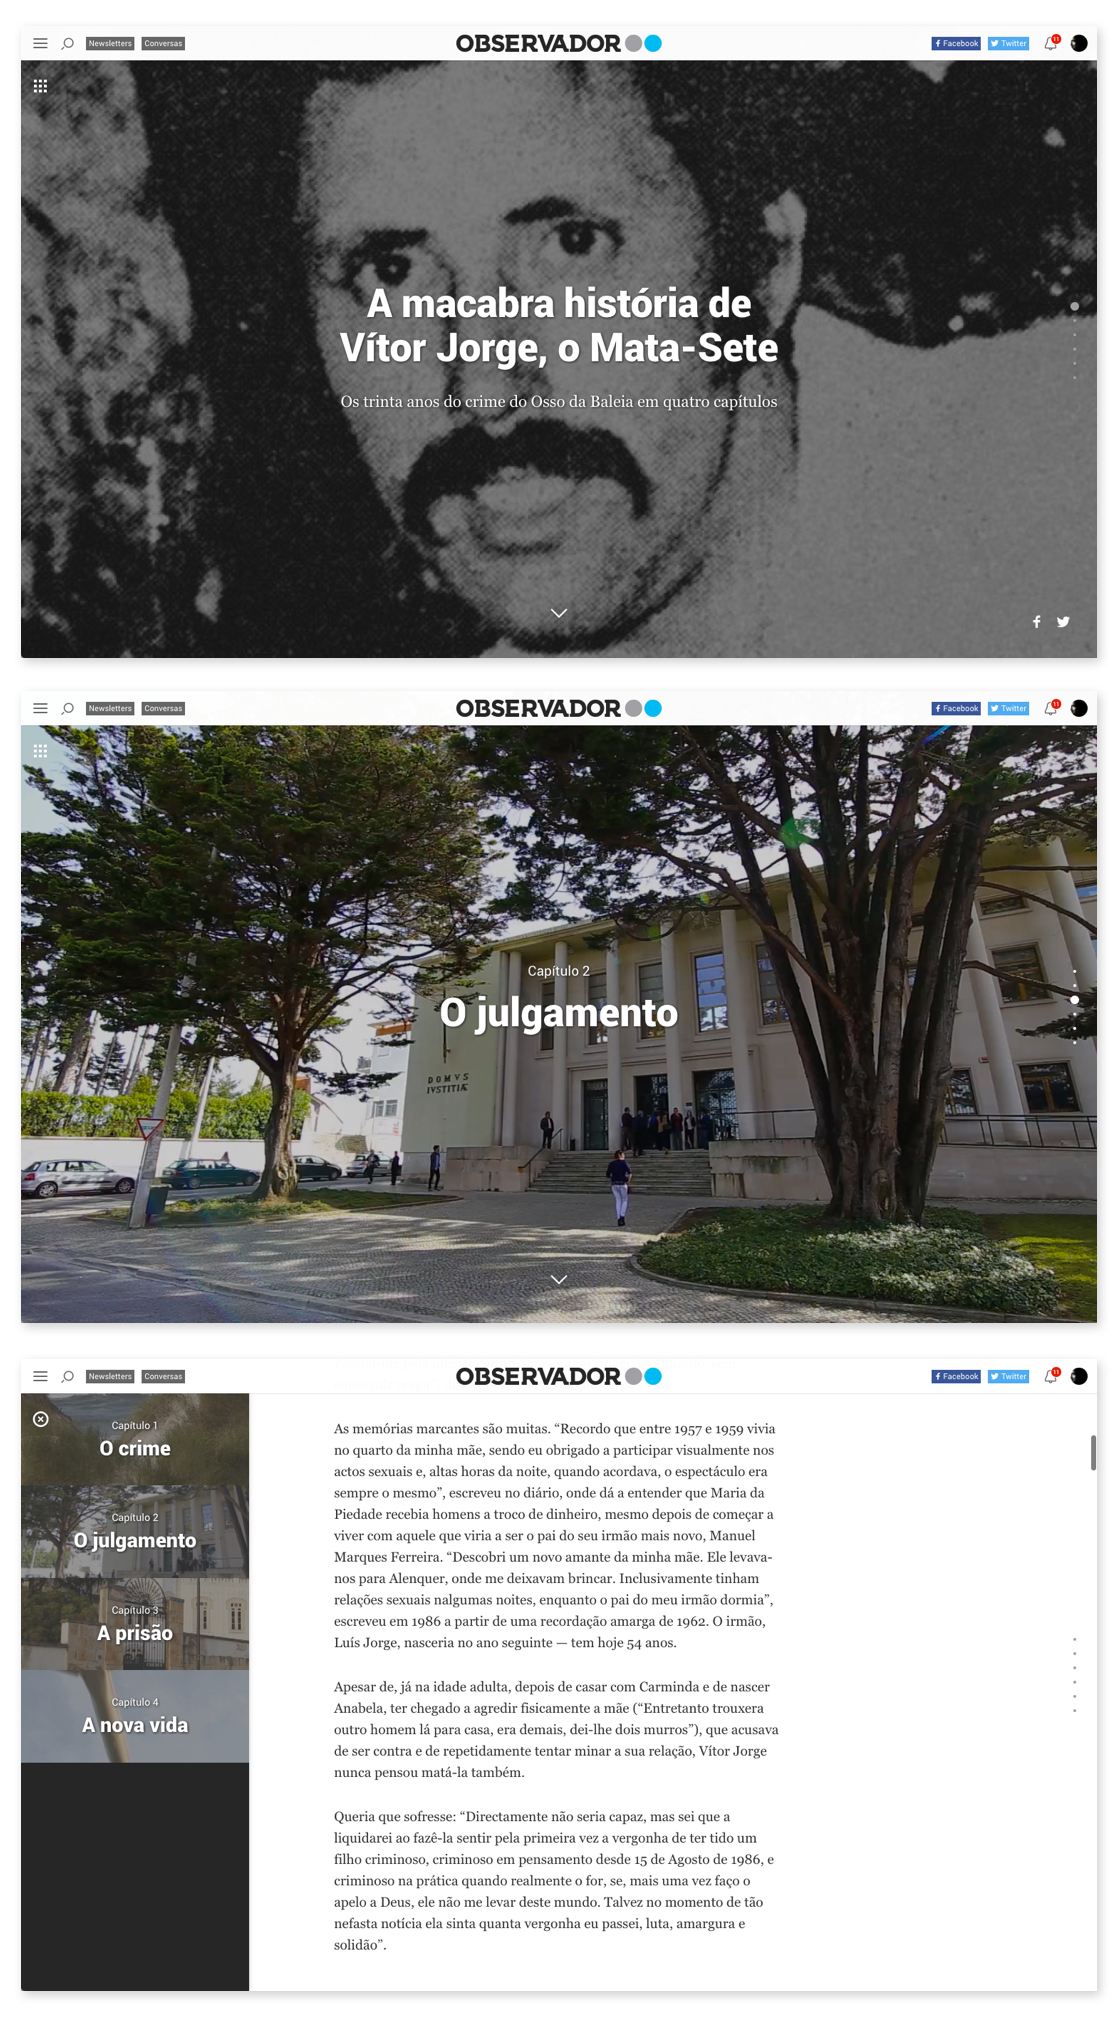 Newsletters Conversas OBSERVADOR Facebook Twitter 11
A macabra história de
Vítor Jorge, o Mata-Sete
Os trinta anos do crime do Osso da Baleia em quatro capítulos
Newsletters Conversas OBSERVADOR Facebook Twitter 11
Capítulo 2
O julgamento
DOMVS
IVSTITIÆ
Newsletters Conversas OBSERVADOR Facebook Twitter 11
Capítulo 1
O crime
Capítulo 2
O julgamento
Capítulo 3
A prisão
Capítulo 4
A nova vida
As memórias marcantes são muitas. “Recordo que entre 1957 e 1959 vivia
no quarto da minha mãe, sendo eu obrigado a participar visualmente nos
actos sexuais e, altas horas da noite, quando acordava, o espectáculo era
sempre o mesmo”, escreveu no diário, onde dá a entender que Maria da
Piedade recebia homens a troco de dinheiro, mesmo depois de começar a
viver com aquele que viria a ser o pai do seu irmão mais novo, Manuel
Marques Ferreira. “Descobri um novo amante da minha mãe. Ele levava-
nos para Alenquer, onde me deixavam brincar. Inclusivamente tinham
relações sexuais nalgumas noites, enquanto o pai do meu irmão dormia”,
escreveu em 1986 a partir de uma recordação amarga de 1962. O irmão,
Luís Jorge, nasceria no ano seguinte — tem hoje 54 anos.
Apesar de, já na idade adulta, depois de casar com Carminda e de nascer
Anabela, ter chegado a agredir fisicamente a mãe (“Entretanto trouxera
outro homem lá para casa, era demais, dei-lhe dois murros”), que acusava
de ser contra e de repetidamente tentar minar a sua relação, Vítor Jorge
nunca pensou matá-la também.
Queria que sofresse: “Directamente não seria capaz, mas sei que a
liquidarei ao fazê-la sentir pela primeira vez a vergonha de ter tido um
filho criminoso, criminoso em pensamento desde 15 de Agosto de 1986, e
criminoso na prática quando realmente o for, se, mais uma vez faço o
apelo a Deus, ele não me levar deste mundo. Talvez no momento de tão
nefasta notícia ela sinta quanta vergonha eu passei, luta, amargura e
solidão”.